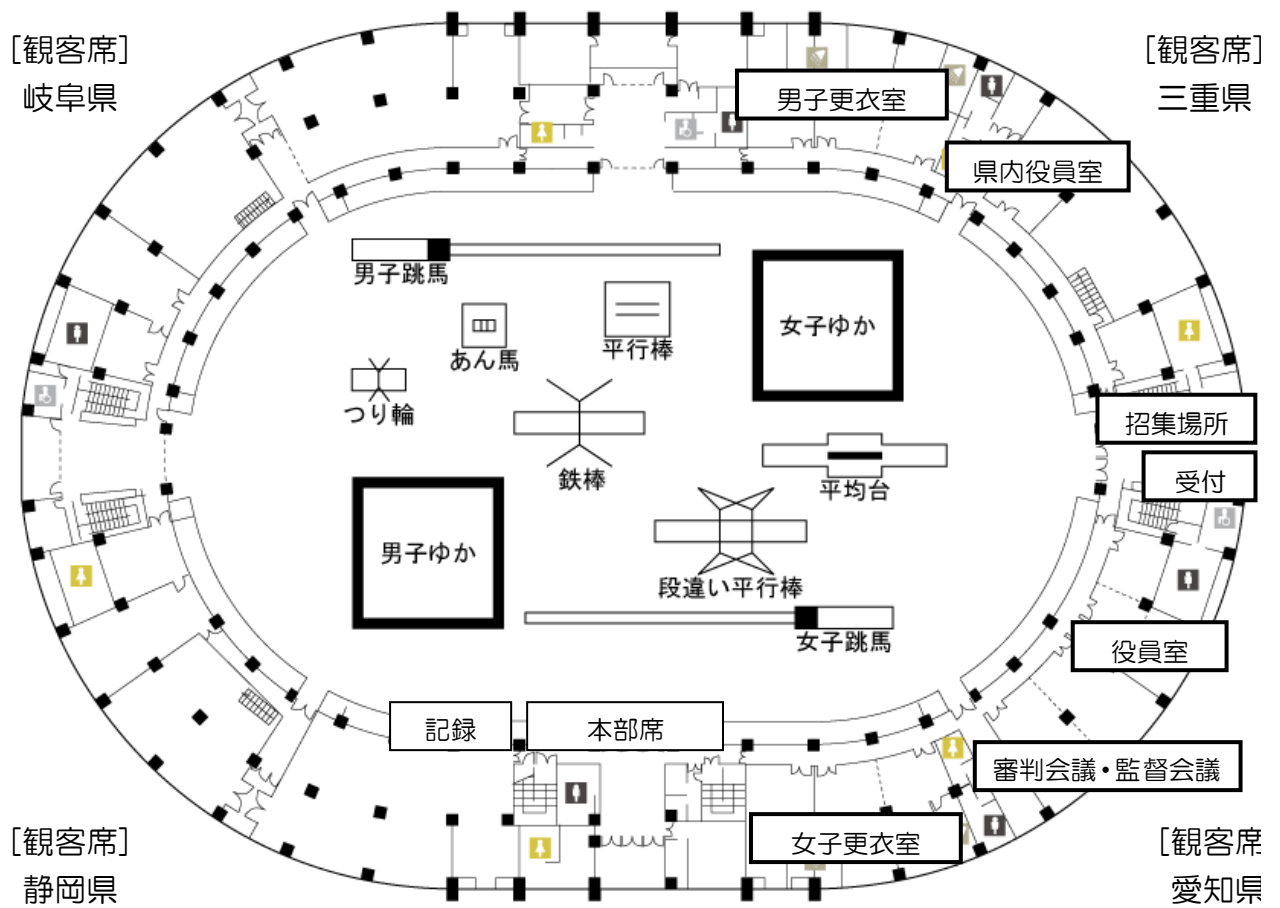 [観客席]
岐阜県
[観客席]
三重県
男子更衣室
県内役員室
男子跳馬
あん馬
平行棒
女子ゆか
つり輪
鉄棒
招集場所
平均台
受付
男子ゆか
段違い平行棒
女子跳馬
役員室
記録
本部席
審判会議・監督会議
女子更衣室
[観客席]
静岡県
[観客席
愛知県